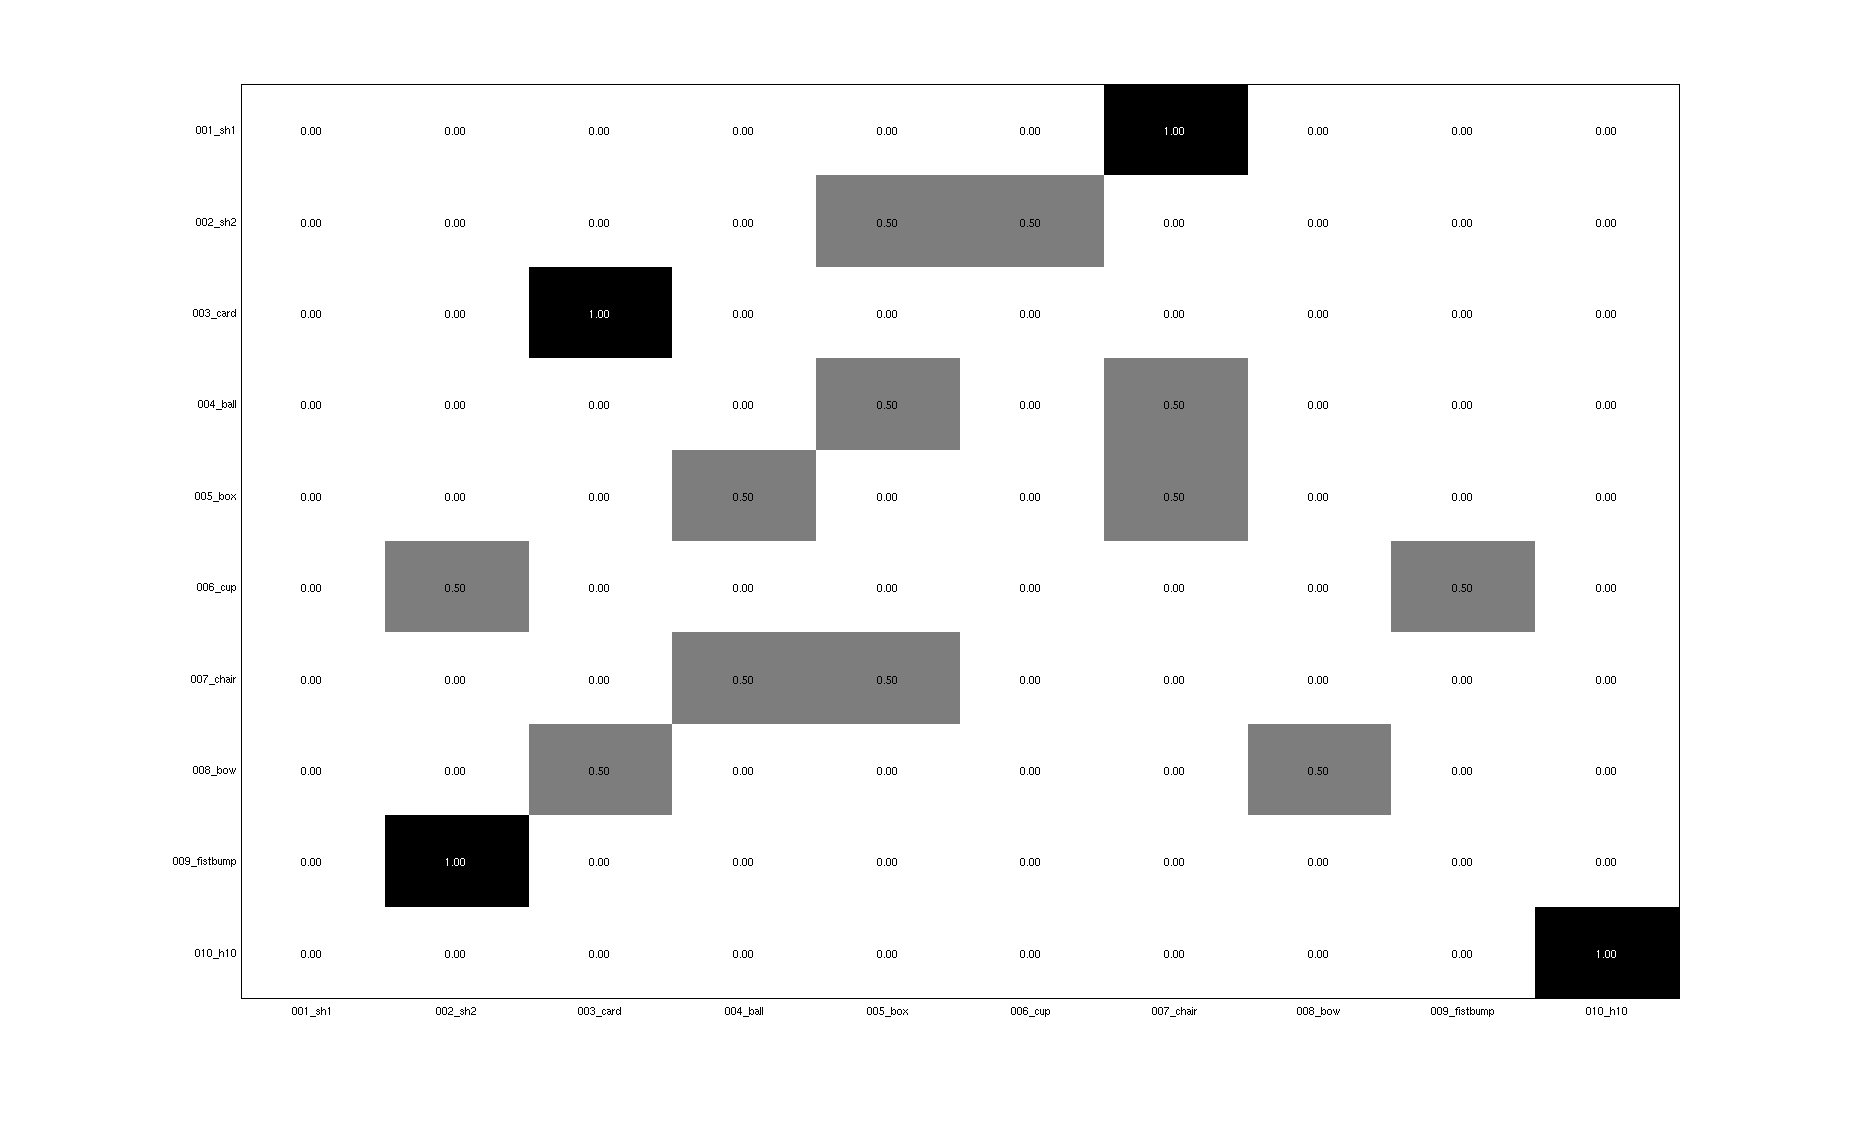 001_sh1 0.00 0.00 0.00 0.00 0.00 0.00 1.00 0.00 0.00 0.00
002_sh2 0.00 0.00 0.00 0.00 0.50 0.50 0.00 0.00 0.00 0.00
003_card 0.00 0.00 1.00 0.00 0.00 0.00 0.00 0.00 0.00 0.00
004_ball 0.00 0.00 0.00 0.00 0.50 0.00 0.50 0.00 0.00 0.00
005_box 0.00 0.00 0.00 0.50 0.00 0.00 0.50 0.00 0.00 0.00
006_cup 0.00 0.50 0.00 0.00 0.00 0.00 0.00 0.00 0.50 0.00
007_chair 0.00 0.00 0.00 0.50 0.50 0.00 0.00 0.00 0.00 0.00
008_bow 0.00 0.00 0.50 0.00 0.00 0.00 0.00 0.50 0.00 0.00
009_fistbump 0.00 1.00 0.00 0.00 0.00 0.00 0.00 0.00 0.00 0.00
010_h10 0.00 0.00 0.00 0.00 0.00 0.00 0.00 0.00 0.00 1.00
001_sh1 002_sh2 003_card 004_ball 005_box 006_cup 007_chair 008_bow 009_fistbump 010_h10